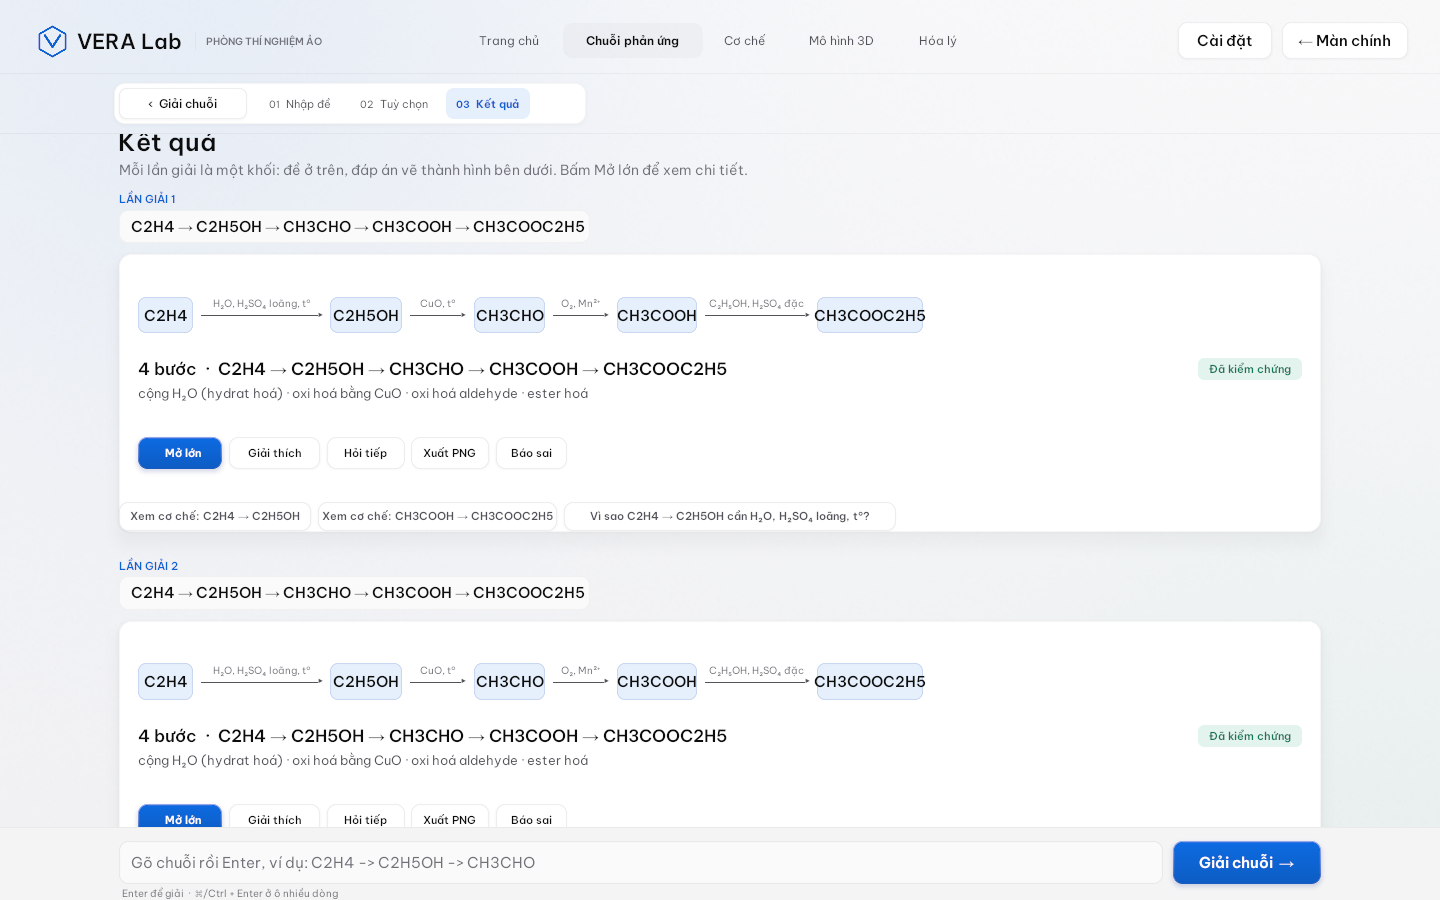 VERA Lab
PHÒNG THÍ NGHIỆM ẢO
Trang chủ
Chuỗi phản ứng
Cơ chế
Mô hình 3D
Hóa lý
Cài đặt
← Màn chính
‹ Giải chuỗi
01 Nhập đề
02 Tuỳ chọn
03 Kết quả
Kết quả
Mỗi lần giải là một khối: đề ở trên, đáp án vẽ thành hình bên dưới. Bấm Mở lớn để xem chi tiết.
LẦN GIẢI 1
C2H4 → C2H5OH → CH3CHO → CH3COOH → CH3COOC2H5
H₂O, H₂SO₄ loãng, t° CuO, t° O₂, Mn²⁺ C₂H₅OH, H₂SO₄ đặc
C2H4 C2H5OH CH3CHO CH3COOH CH3COOC2H5
4 bước · C2H4 → C2H5OH → CH3CHO → CH3COOH → CH3COOC2H5
Đã kiểm chứng
cộng H₂O (hydrat hoá) · oxi hoá bằng CuO · oxi hoá aldehyde · ester hoá
Mở lớn
Giải thích
Hỏi tiếp
Xuất PNG
Báo sai
Xem cơ chế: C2H4 → C2H5OH
Xem cơ chế: CH3COOH → CH3COOC2H5
Vì sao C2H4 → C2H5OH cần H₂O, H₂SO₄ loãng, t°?
LẦN GIẢI 2
C2H4 → C2H5OH → CH3CHO → CH3COOH → CH3COOC2H5
H₂O, H₂SO₄ loãng, t° CuO, t° O₂, Mn²⁺ C₂H₅OH, H₂SO₄ đặc
C2H4 C2H5OH CH3CHO CH3COOH CH3COOC2H5
4 bước · C2H4 → C2H5OH → CH3CHO → CH3COOH → CH3COOC2H5
Đã kiểm chứng
cộng H₂O (hydrat hoá) · oxi hoá bằng CuO · oxi hoá aldehyde · ester hoá
Mở lớn
Giải thích
Hỏi tiếp
Xuất PNG
Báo sai
Gõ chuỗi rồi Enter, ví dụ: C2H4 -> C2H5OH -> CH3CHO
Giải chuỗi →
Enter để giải · ⌘/Ctrl + Enter ở ô nhiều dòng